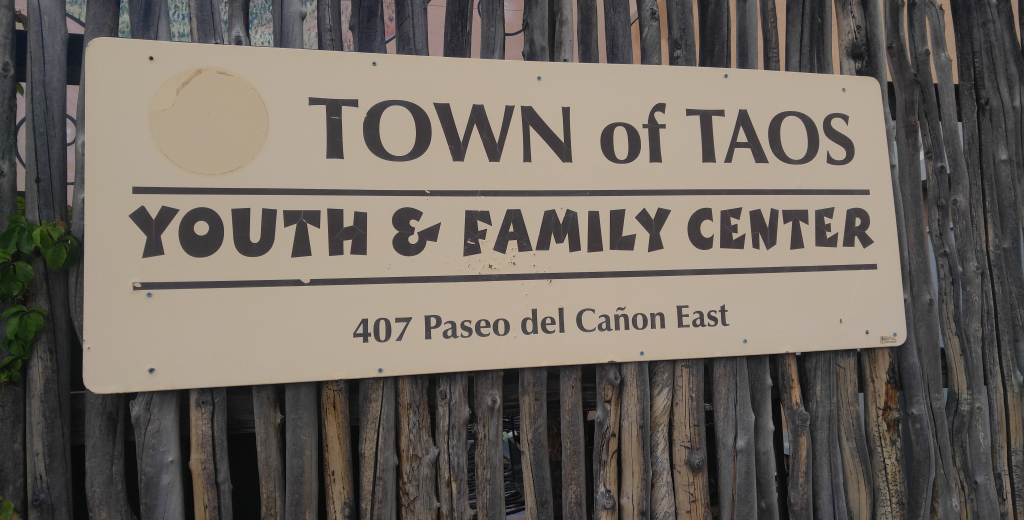 TOWN of TAOS
YOUTH & FAMILY CENTER
407 Paseo del Cañon East